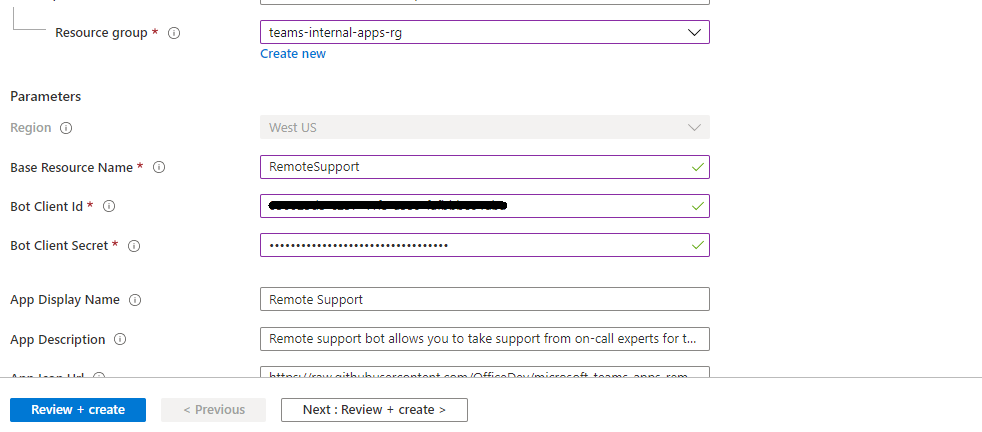 Resource group *
teams-internal-apps-rg
Create new
Parameters
Region
West US
Base Resource Name *
RemoteSupport
Bot Client Id *
Bot Client Secret *
••••••••••••••••••••••••••••••••••
App Display Name
Remote Support
App Description
Remote support bot allows you to take support from on-call experts for t...
App Icon Url
https://raw.githubusercontent.com/OfficeDev/microsoft-teams-apps-rem
Review + create
< Previous
Next : Review + create >